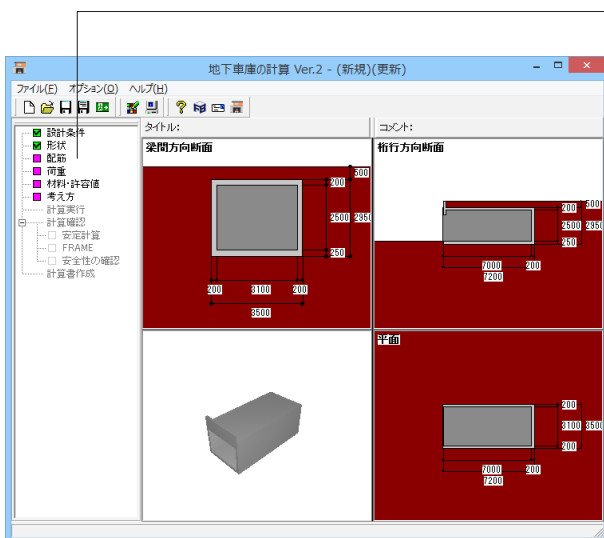 地下車庫の計算 Ver.2 - (新規)(更新)
ファイル(F) オプション(O) ヘルプ(H)
設計条件
形状
配筋
荷重
材料・許容値
考え方
計算実行
計算確認
安定計算
FRAME
安全性の確認
計算書作成
タイトル:
コメント:
梁間方向断面
500
200
2500 2950
250
200 3100 200
3500
桁行方向断面
200 500
2500 2950
250
7000 200
7200
平面
200
3100 3500
200
7000 200
7200